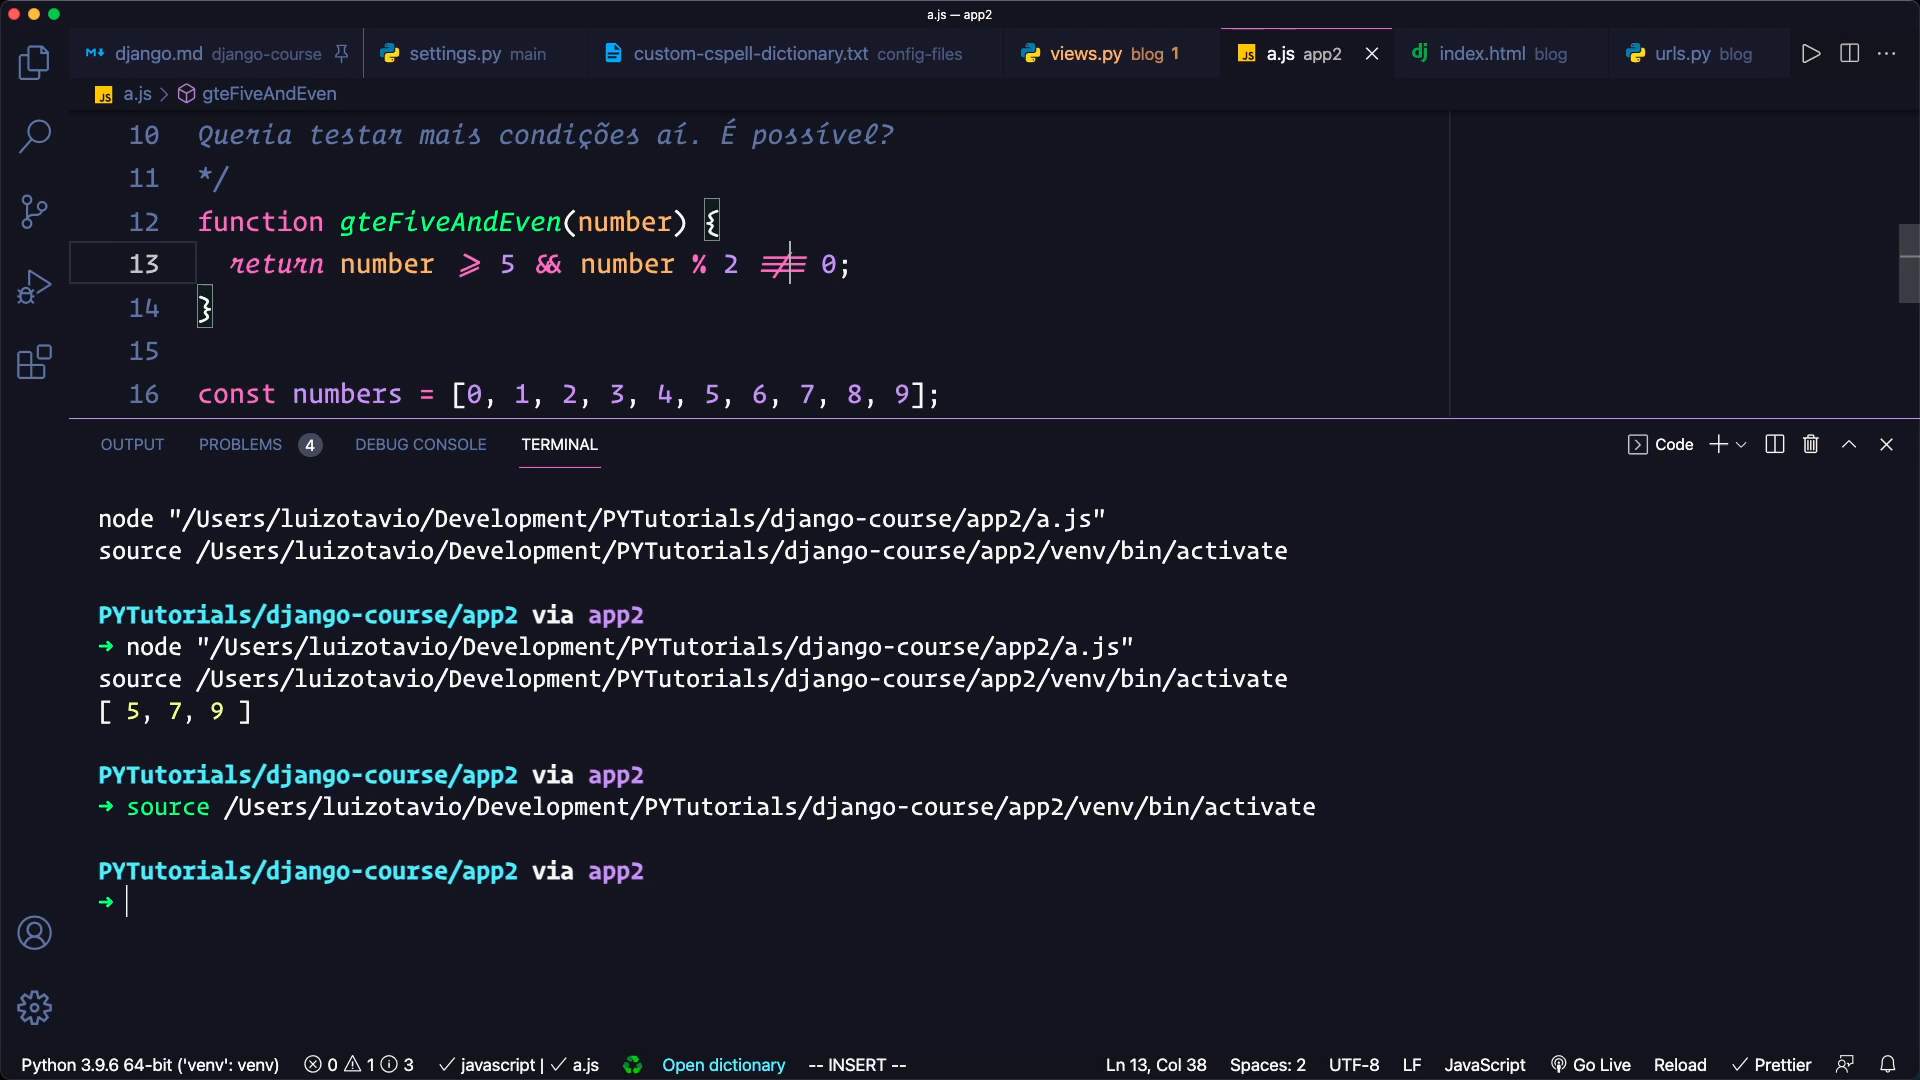 a.js — app2
django.md django-course settings.py main custom-cspell-dictionary.txt config-files views.py blog 1 JS a.js app2 dj index.html blog urls.py blog
JS a.js > gteFiveAndEven
10 Queria testar mais condições aí. É possível?
11 */
12 function gteFiveAndEven(number) {
13 return number >= 5 && number % 2 !== 0;
14 }
15
16 const numbers = [0, 1, 2, 3, 4, 5, 6, 7, 8, 9];
OUTPUT PROBLEMS 4 DEBUG CONSOLE TERMINAL Code
node "/Users/luizotavio/Development/PYTutorials/django-course/app2/a.js"
source /Users/luizotavio/Development/PYTutorials/django-course/app2/venv/bin/activate
PYTutorials/django-course/app2 via app2
➜ node "/Users/luizotavio/Development/PYTutorials/django-course/app2/a.js"
source /Users/luizotavio/Development/PYTutorials/django-course/app2/venv/bin/activate
[ 5, 7, 9 ]
PYTutorials/django-course/app2 via app2
➜ source /Users/luizotavio/Development/PYTutorials/django-course/app2/venv/bin/activate
PYTutorials/django-course/app2 via app2
➜
Python 3.9.6 64-bit ('venv': venv) 0 1 3 ✓ javascript | ✓ a.js Open dictionary -- INSERT -- Ln 13, Col 38 Spaces: 2 UTF-8 LF JavaScript Go Live Reload ✓ Prettier